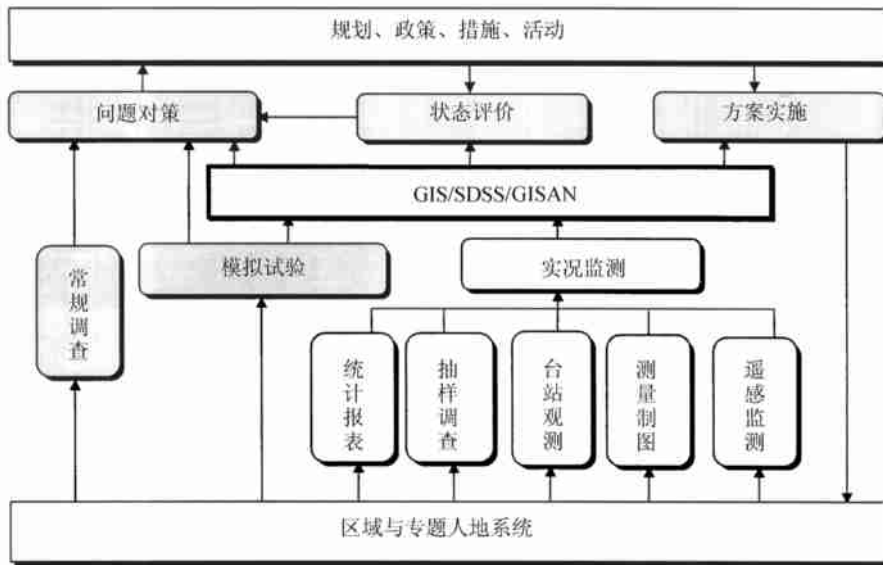 规划、政策、措施、活动
问题对策
状态评价
方案实施
GIS/SDSS/GISAN
常规调查
模拟试验
实况监测
统计报表
抽样调查
台站观测
测量制图
遥感监测
区域与专题人地系统